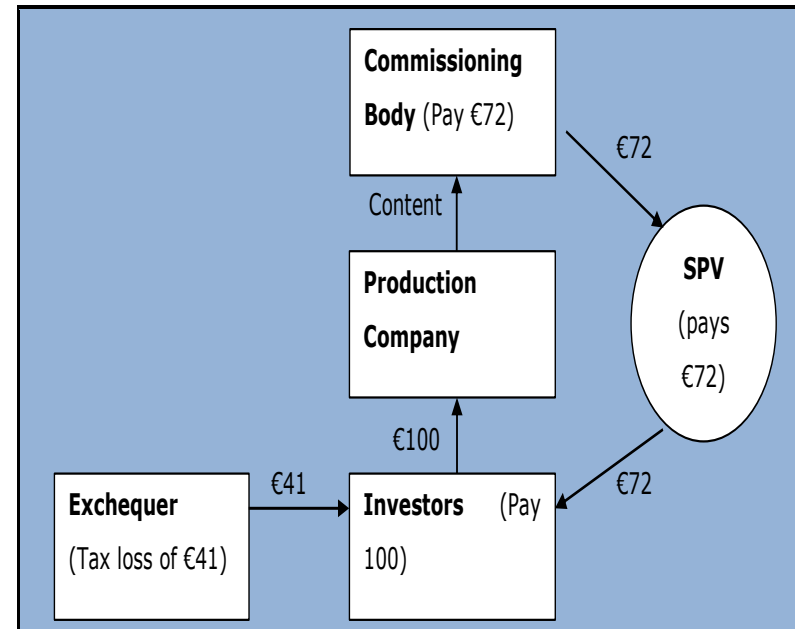 Commissioning
Body (Pay €72)
€72
Content
Production
Company
SPV
(pays
€72)
€100
€41
€72
Exchequer
(Tax loss of €41)
Investors (Pay
100)